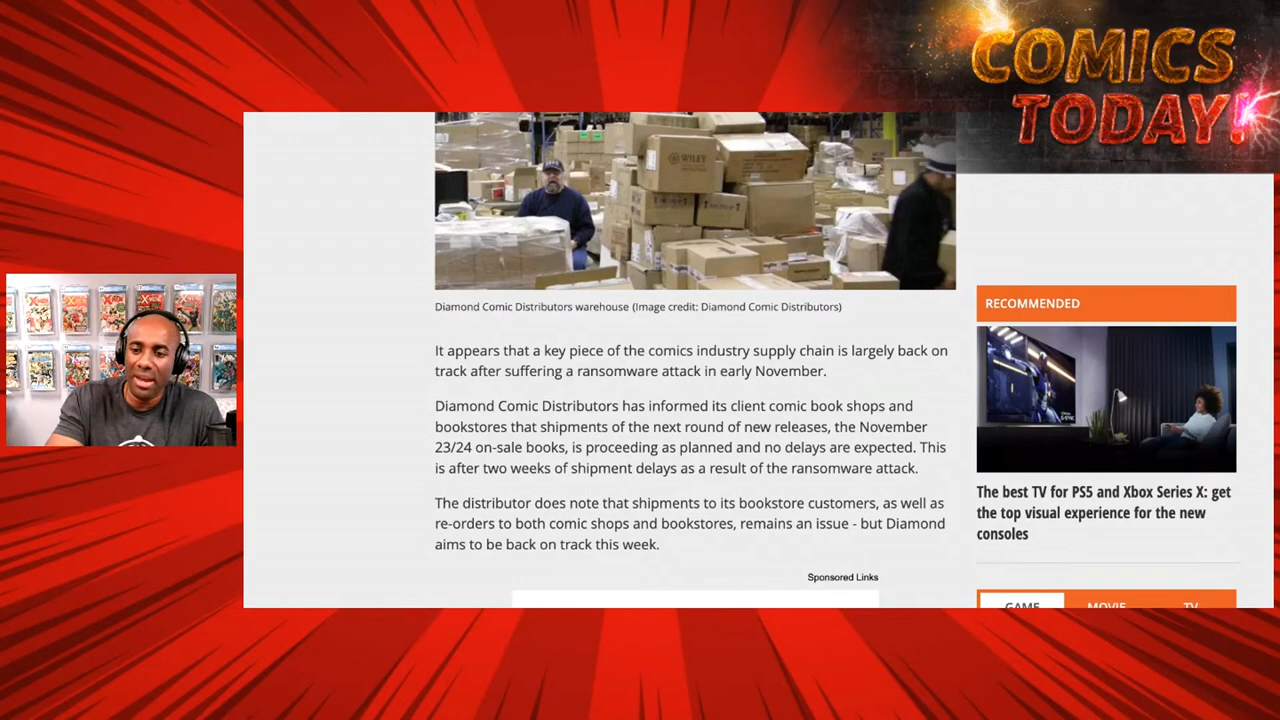 COMICS
TODAY!
WILEY
Diamond Comic Distributors warehouse (Image credit: Diamond Comic Distributors)
It appears that a key piece of the comics industry supply chain is largely back on
track after suffering a ransomware attack in early November.
Diamond Comic Distributors has informed its client comic book shops and
bookstores that shipments of the next round of new releases, the November
23/24 on-sale books, is proceeding as planned and no delays are expected. This
is after two weeks of shipment delays as a result of the ransomware attack.
The distributor does note that shipments to its bookstore customers, as well as
re-orders to both comic shops and bookstores, remains an issue - but Diamond
aims to be back on track this week.
Sponsored Links
RECOMMENDED
The best TV for PS5 and Xbox Series X: get
the top visual experience for the new
consoles
GAME MOVIE TV